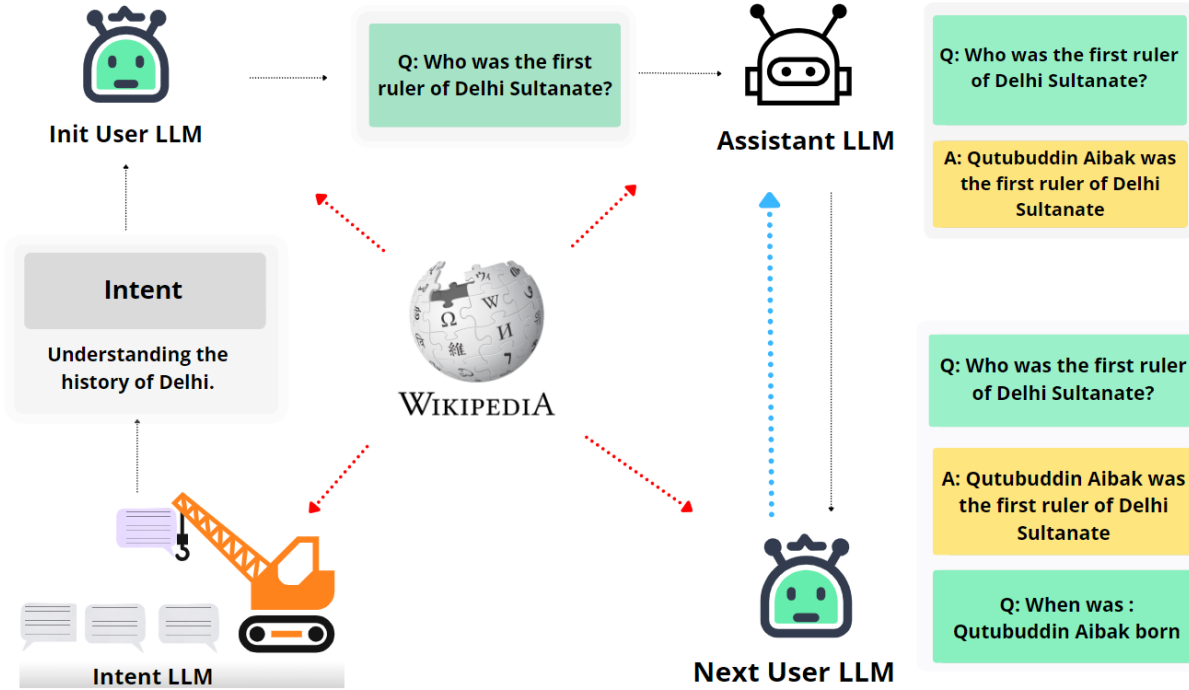 Init User LLM
Q: Who was the first
ruler of Delhi Sultanate?
Assistant LLM
Q: Who was the first ruler
of Delhi Sultanate?
A: Qutubuddin Aibak was
the first ruler of Delhi
Sultanate
Intent
Understanding the
history of Delhi.
Ω
W
И
維
7
WIKIPEDIA
Q: Who was the first ruler
of Delhi Sultanate?
A: Qutubuddin Aibak was
the first ruler of Delhi
Sultanate
Q: When was :
Qutubuddin Aibak born
Intent LLM
Next User LLM